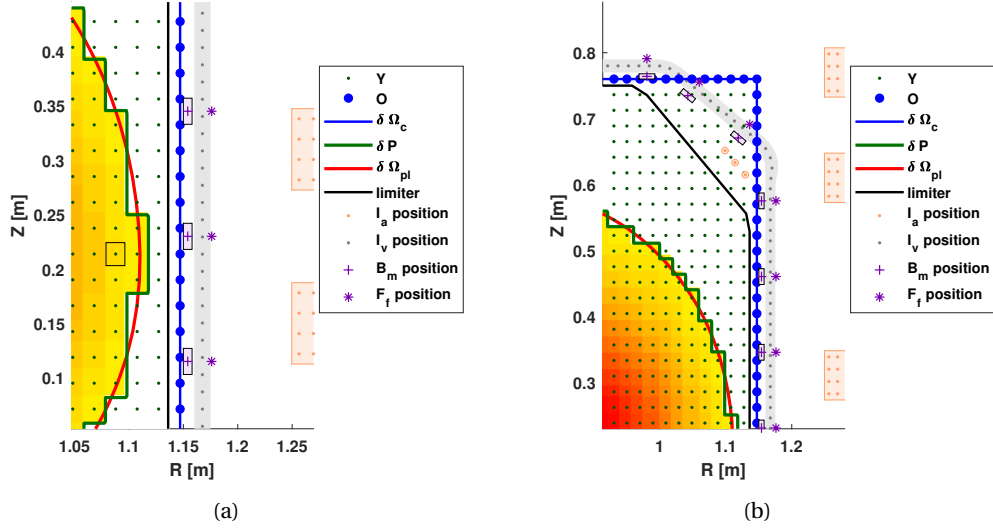 0.4
0.35
0.3
0.25
0.2
0.15
0.1
Z [m]
1.05 1.1 1.15 1.2 1.25
R [m]
Y
O
δ Ω_c
δ P
δ Ω_pl
limiter
I_a position
I_v position
B_m position
F_f position
(a)
0.8
0.7
0.6
0.5
0.4
0.3
Z [m]
1 1.1 1.2
R [m]
Y
O
δ Ω_c
δ P
δ Ω_pl
limiter
I_a position
I_v position
B_m position
F_f position
(b)